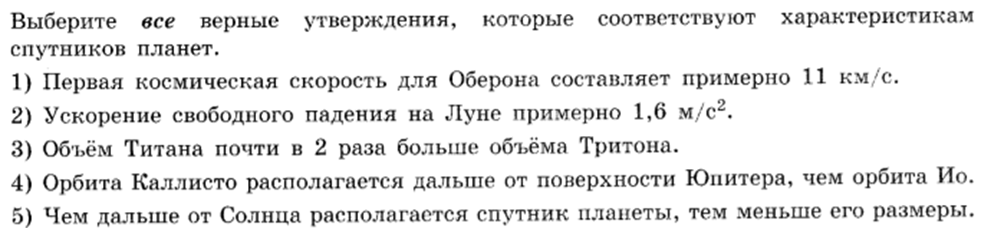 Выберите все верные утверждения, которые соответствуют характеристикам
спутников планет.
1) Первая космическая скорость для Оберона составляет примерно 11 км/с.
2) Ускорение свободного падения на Луне примерно 1,6 м/с².
3) Объём Титана почти в 2 раза больше объёма Тритона.
4) Орбита Каллисто располагается дальше от поверхности Юпитера, чем орбита Ио.
5) Чем дальше от Солнца располагается спутник планеты, тем меньше его размеры.